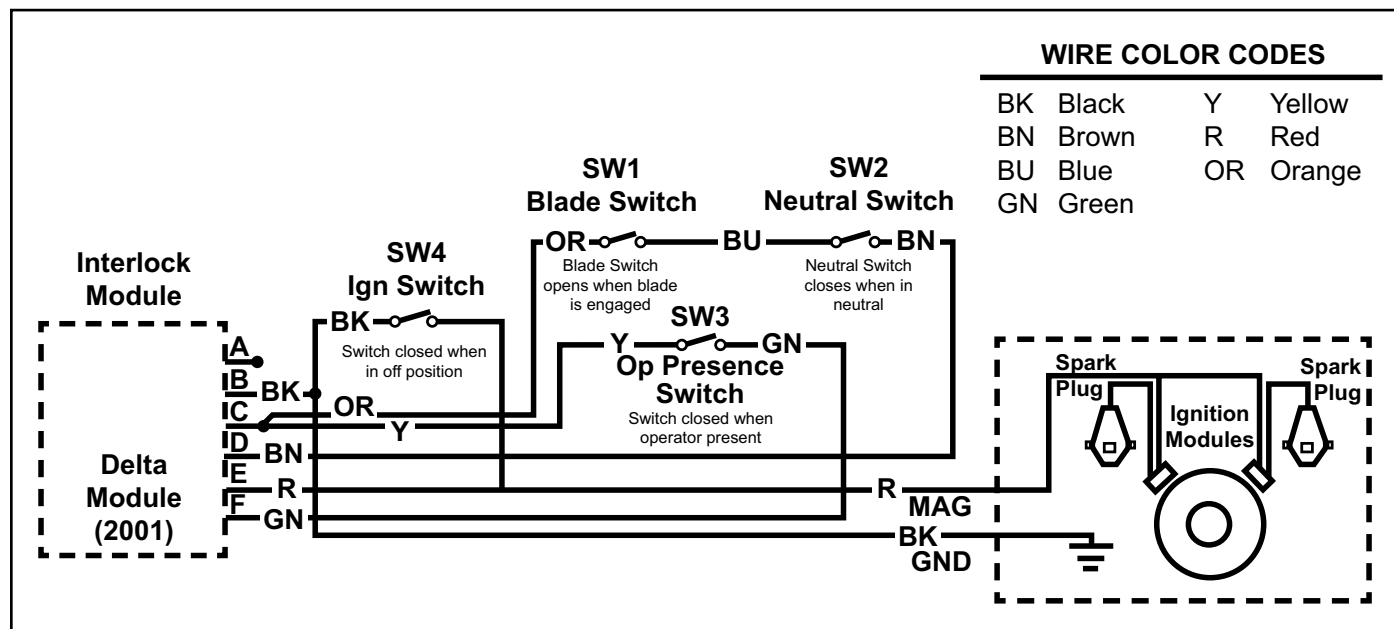 WIRE COLOR CODES
BK Black Y Yellow
BN Brown R Red
BU Blue OR Orange
GN Green
SW1
Blade Switch
SW2
Neutral Switch
OR
BU
BN
Blade Switch
opens when blade
is engaged
Neutral Switch
closes when in
neutral
SW4
Ign Switch
BK
Switch closed when
in off position
SW3
Y
GN
Op Presence
Switch
Switch closed when
operator present
Interlock
Module
A
B
BK
C
OR
Y
D
BN
E
R
F
GN
Delta
Module
(2001)
R
MAG
BK
GND
Spark
Plug
Ignition
Modules
Spark
Plug